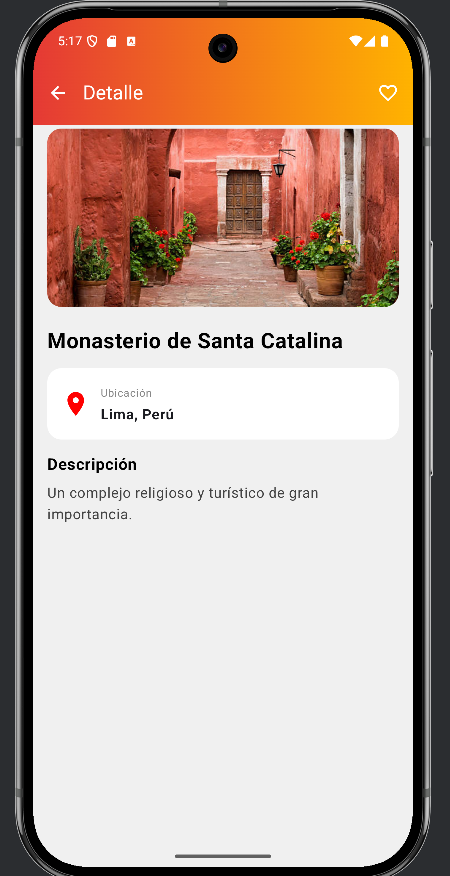 5:17
Detalle
Monasterio de Santa Catalina
Ubicación
Lima, Perú
Descripción
Un complejo religioso y turístico de gran
importancia.